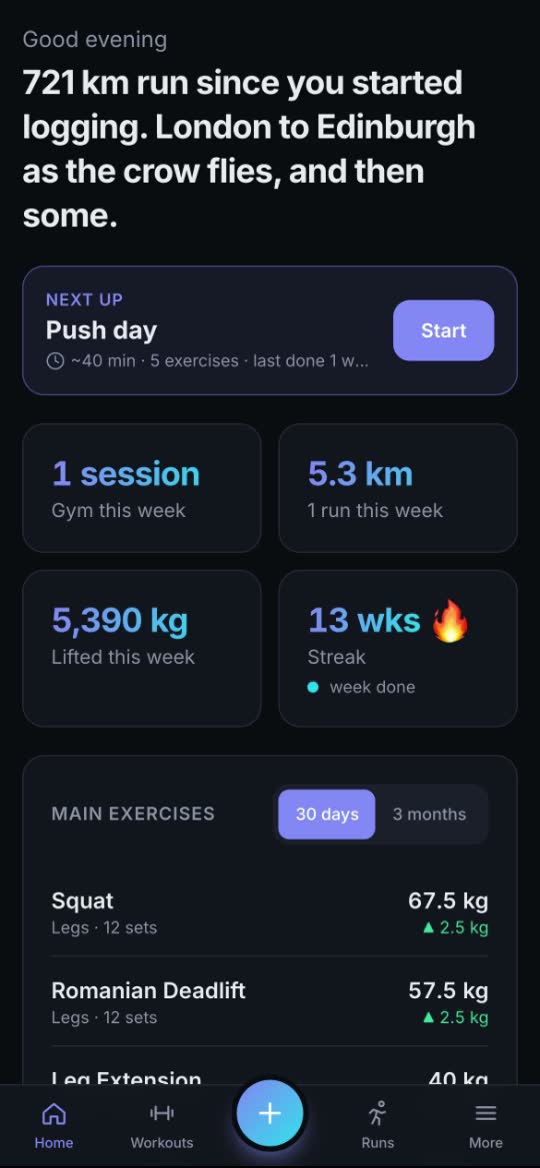 Good evening
721 km run since you started
logging. London to Edinburgh
as the crow flies, and then
some.
NEXT UP
Push day
~40 min · 5 exercises · last done 1 w...
Start
1 session
Gym this week
5.3 km
1 run this week
5,390 kg
Lifted this week
13 wks 🔥
Streak
week done
MAIN EXERCISES
30 days
3 months
Squat
67.5 kg
Legs · 12 sets
▲ 2.5 kg
Romanian Deadlift
57.5 kg
Legs · 12 sets
▲ 2.5 kg
Leg Extension
40 kg
Home
Workouts
Runs
More